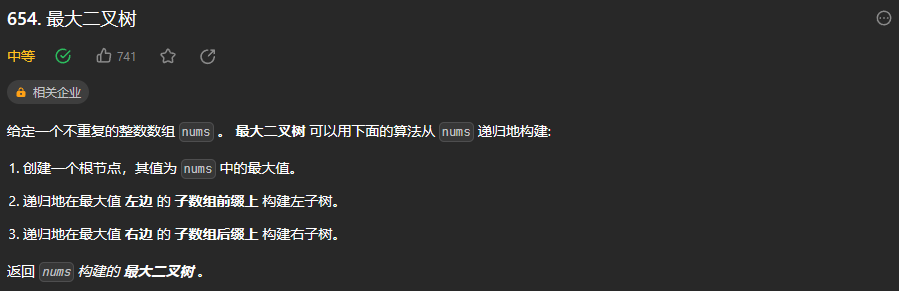 654. 最大二叉树
中等 741
相关企业
给定一个不重复的整数数组 nums 。 最大二叉树 可以用下面的算法从 nums 递归地构建:
1. 创建一个根节点，其值为 nums 中的最大值。
2. 递归地在最大值 左边 的 子数组前缀上 构建左子树。
3. 递归地在最大值 右边 的 子数组后缀上 构建右子树。
返回 nums 构建的 最大二叉树 。